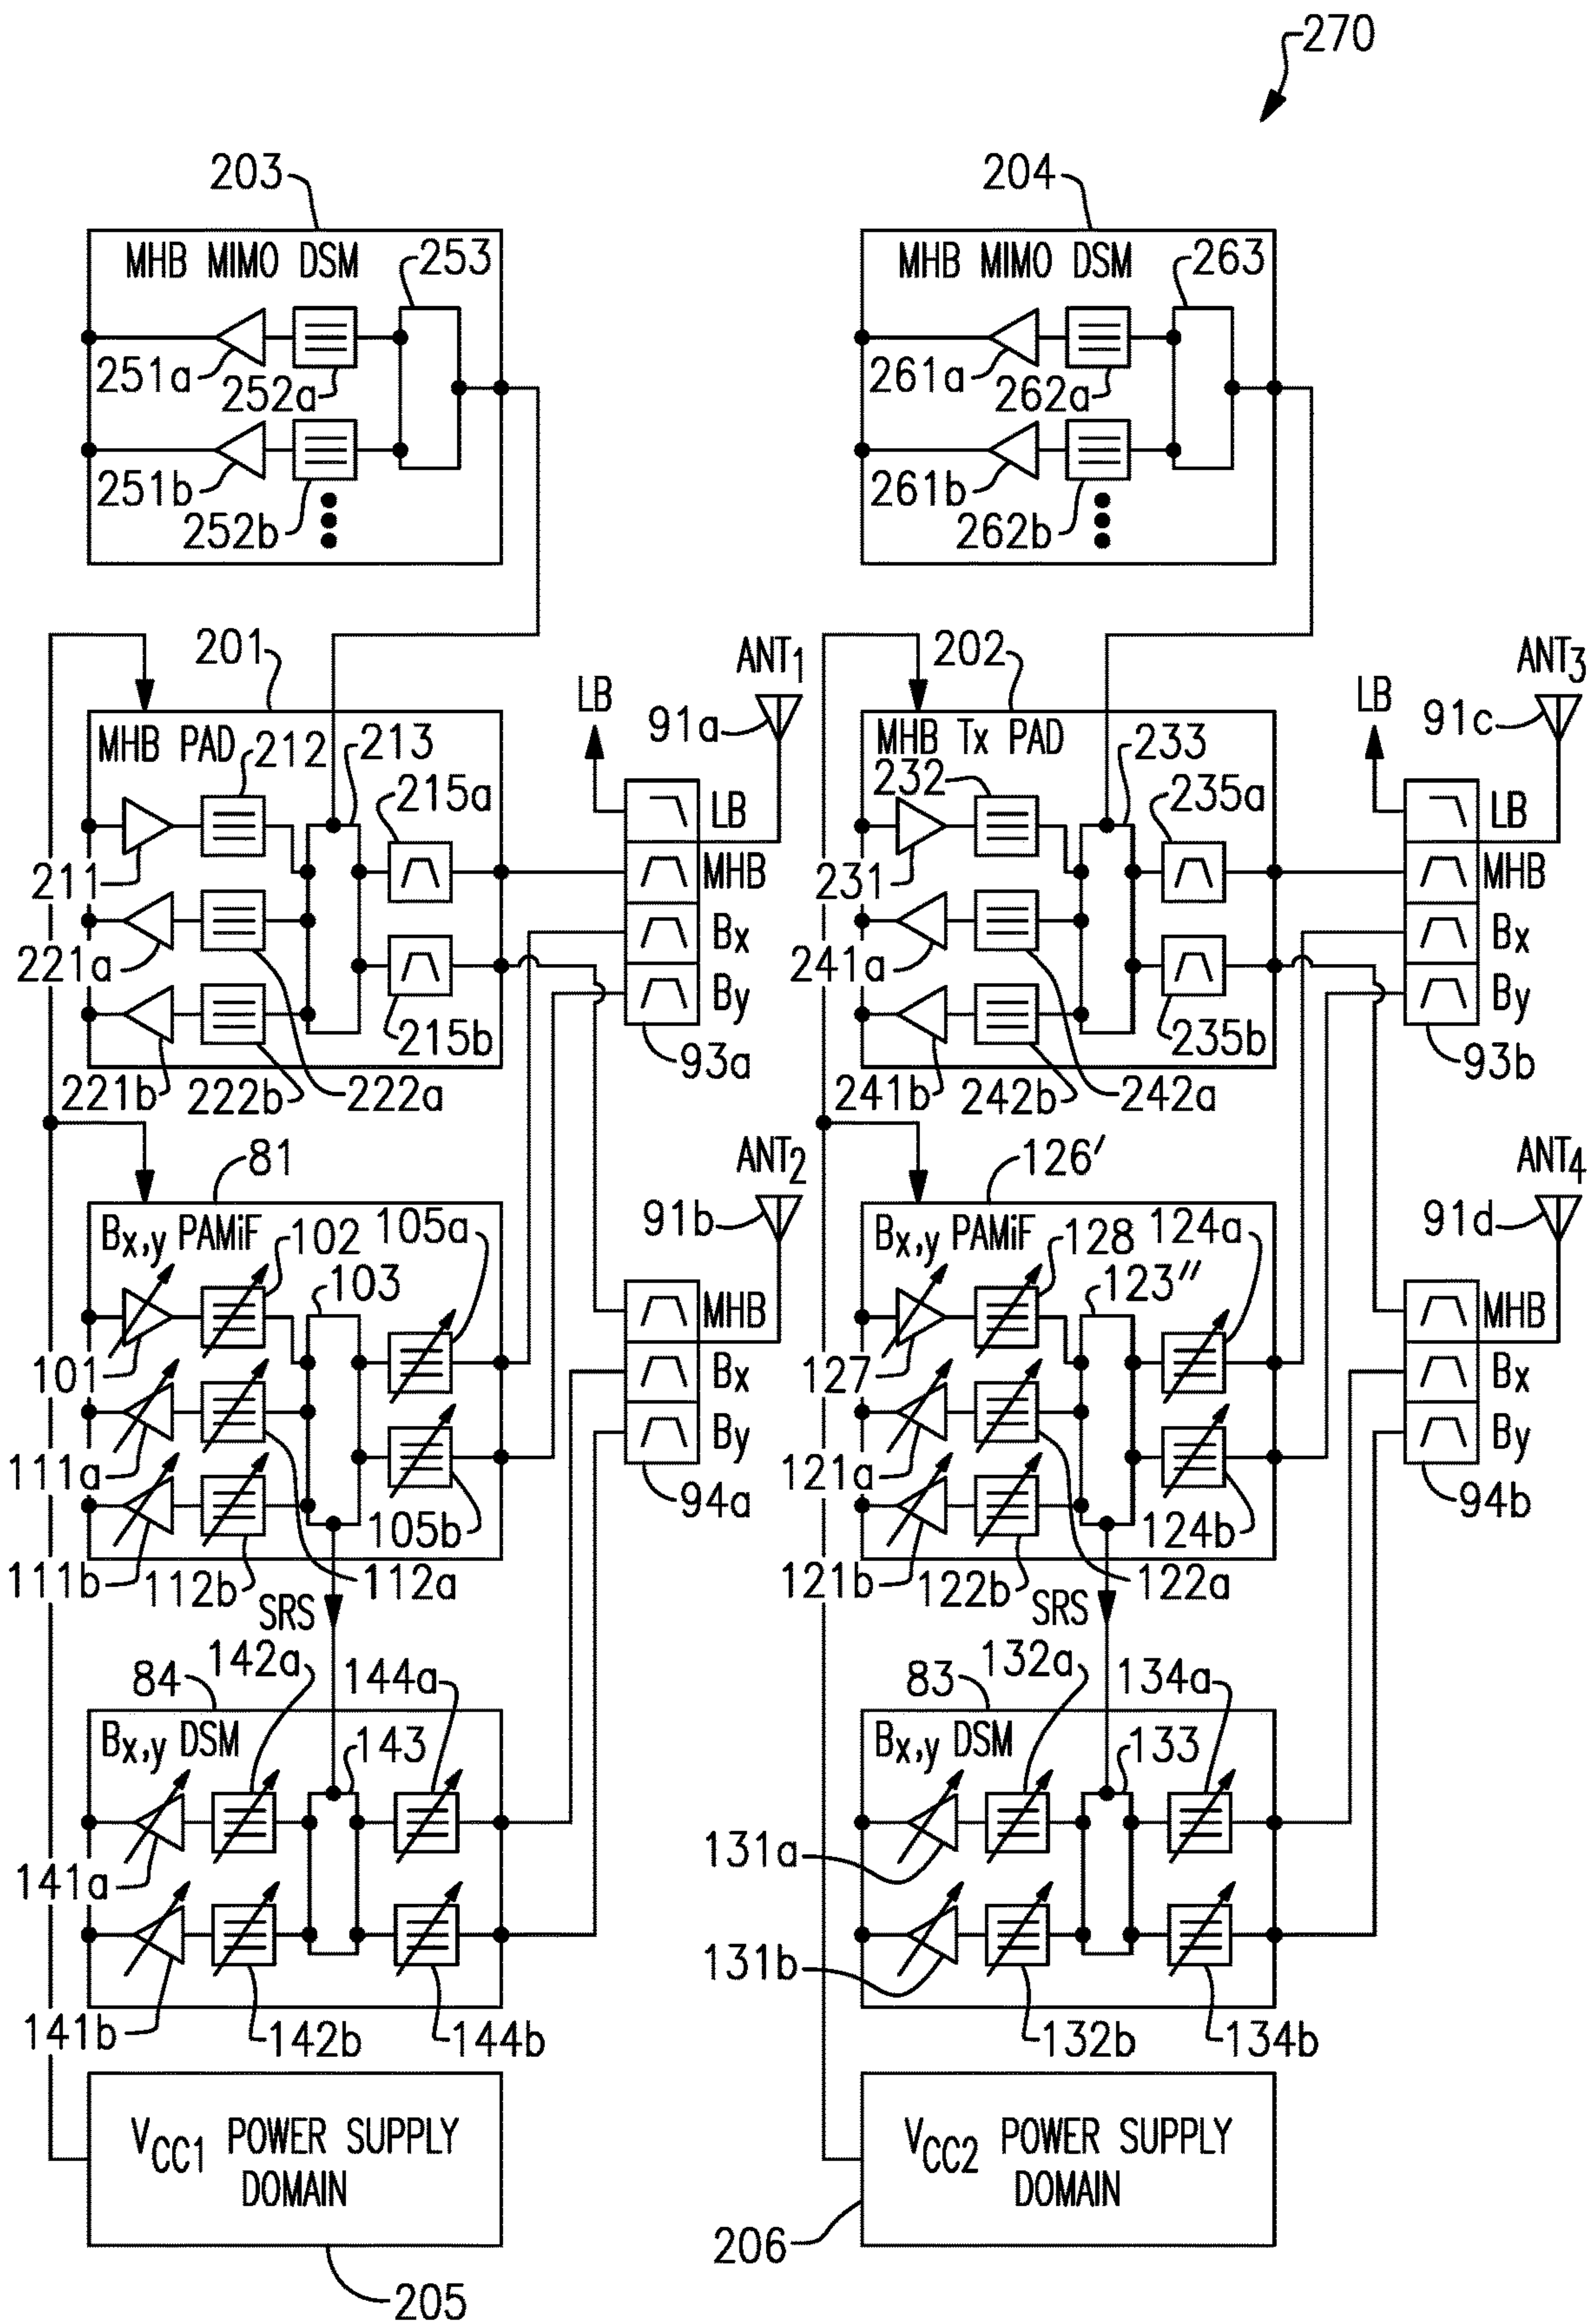 270
203
204
MHB MIMO DSM
253
MHB MIMO DSM
263
251a
252a
261a
262a
251b
252b
261b
262b
201
ANT1
202
ANT3
LB
91a
LB
91c
MHB PAD
212
213
MHB Tx PAD
232
233
215a
LB
235a
LB
211
MHB
231
MHB
Bx
Bx
221a
241a
By
By
215b
93a
235b
93b
221b
222b
222a
241b
242b
242a
81
ANT2
126′
ANT4
91b
91d
Bx,y PAMiF
102
105a
Bx,y PAMiF
128
124a
103
123″
MHB
MHB
101
Bx
127
Bx
By
By
111a
121a
105b
94a
124b
94b
111b
112b
112a
121b
122b
122a
SRS
SRS
84
142a
144a
83
132a
134a
Bx,y DSM
143
Bx,y DSM
133
141a
131a
131b
141b
142b
144b
132b
134b
VCC1 POWER SUPPLY
DOMAIN
VCC2 POWER SUPPLY
DOMAIN
206
205